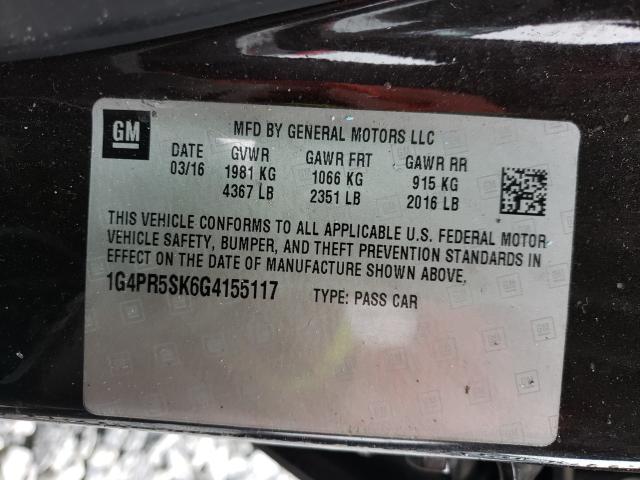 GM
MFD BY GENERAL MOTORS LLC
DATE GVWR GAWR FRT GAWR RR
03/16 1981 KG 1066 KG 915 KG
4367 LB 2351 LB 2016 LB
THIS VEHICLE CONFORMS TO ALL APPLICABLE U.S. FEDERAL MOTOR
VEHICLE SAFETY, BUMPER, AND THEFT PREVENTION STANDARDS IN
EFFECT ON THE DATE OF MANUFACTURE SHOWN ABOVE.
1G4PR5SK6G4155117 TYPE: PASS CAR